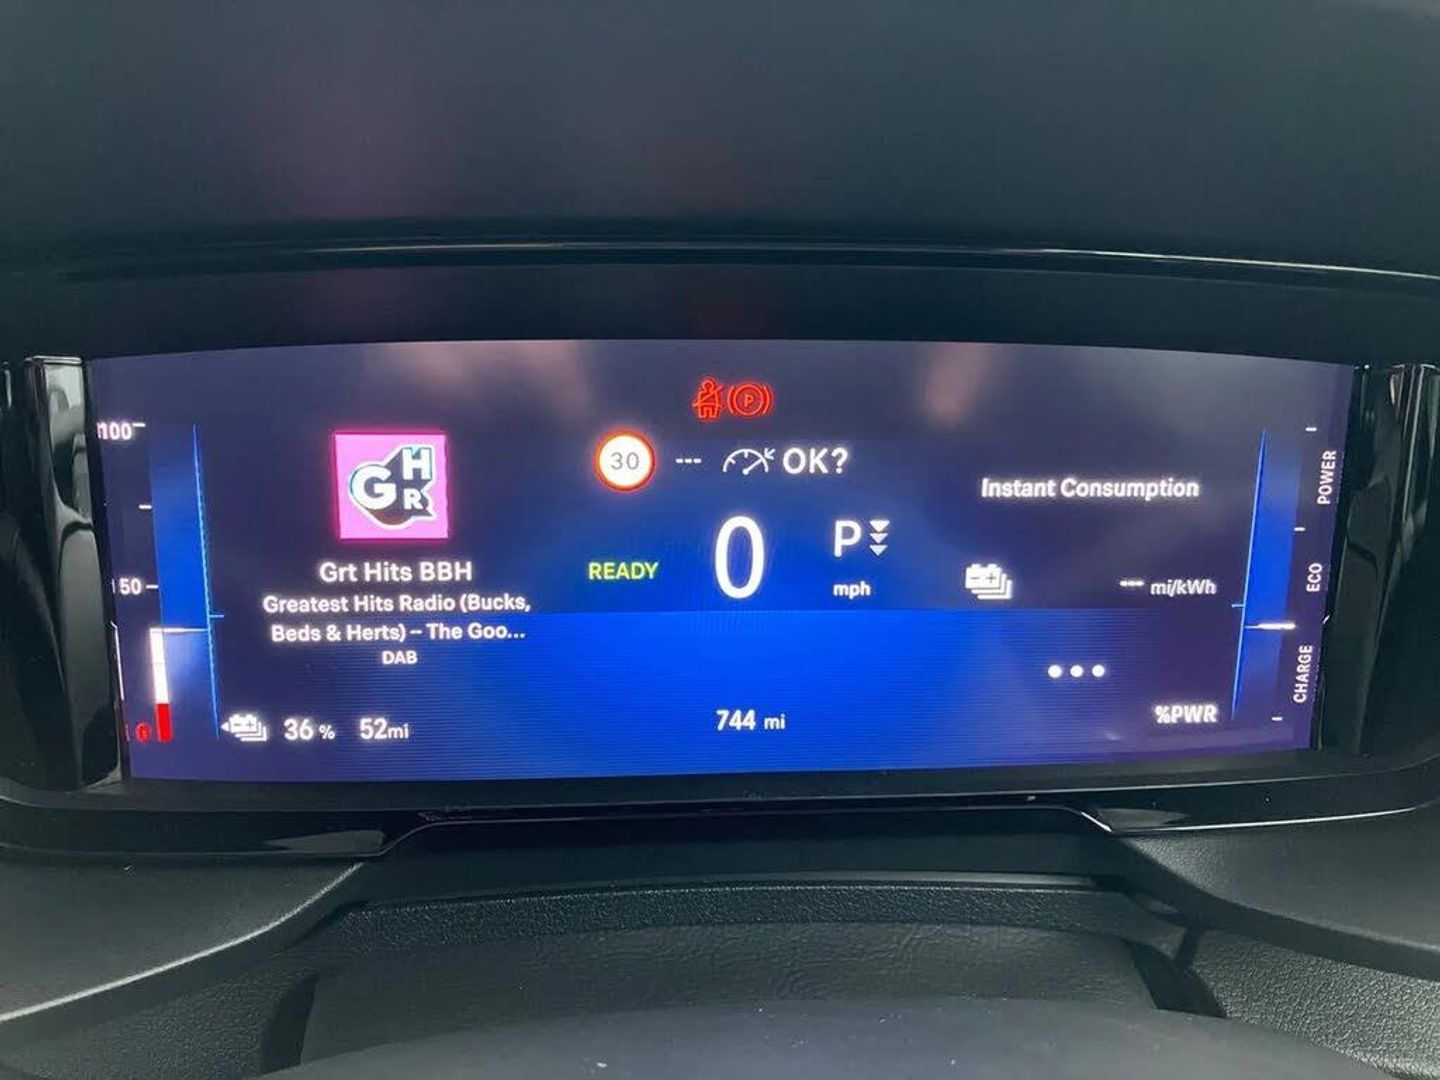 100
50
0
GHR
Grt Hits BBH
Greatest Hits Radio (Bucks,
Beds & Herts) – The Goo...
DAB
36 % 52mi
P
30 --- OK?
READY 0 P
mph
744 mi
Instant Consumption
--- mi/kWh
%PWR
POWER
ECO
CHARGE